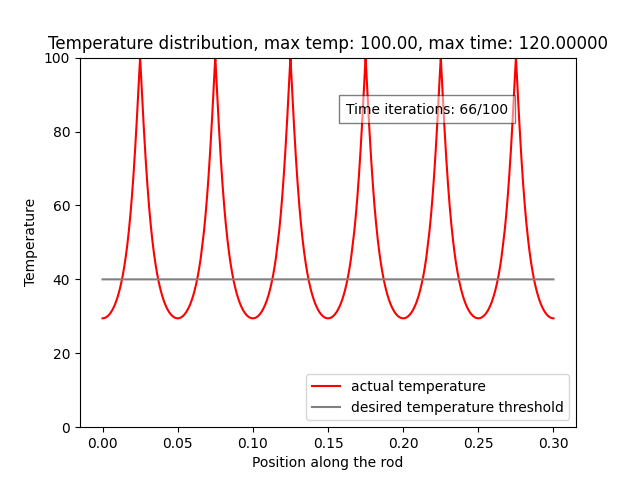 Temperature distribution, max temp: 100.00, max time: 120.00000
100
80
60
40
20
0
Temperature
Time iterations: 66/100
actual temperature
desired temperature threshold
0.00 0.05 0.10 0.15 0.20 0.25 0.30
Position along the rod